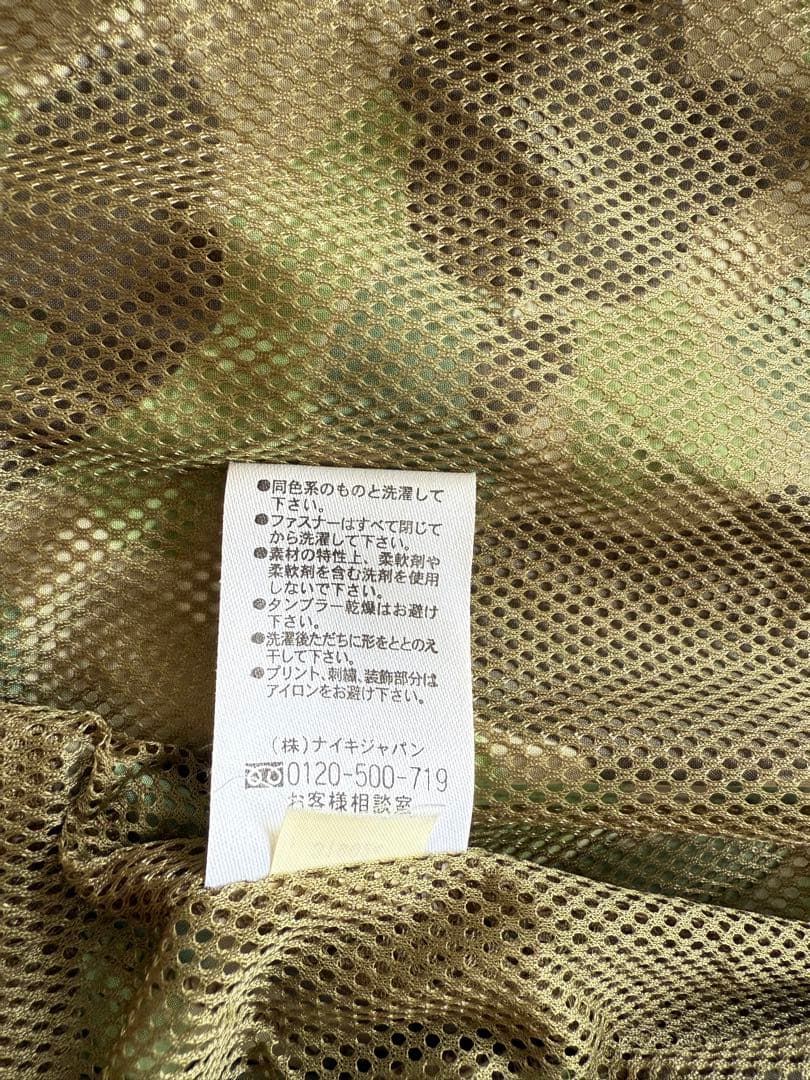 ●同色系のものと洗濯して
下さい。
●ファスナーはすべて閉じて
から洗濯して下さい。
●素材の特性上、柔軟剤や
柔軟剤を含む洗剤を使用
しないで下さい。
●タンブラー乾燥はお避け
下さい。
●洗濯後ただちに形をととのえ
干して下さい。
●プリント、刺繍、装飾部分は
アイロンをお避け下さい。
(株)ナイキジャパン
0120-500-719
お客様相談室